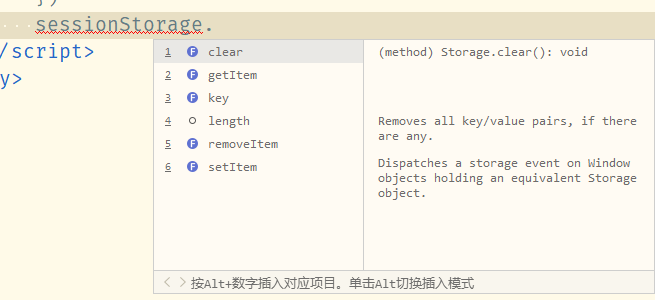 })
sessionStorage.
/script>
y>
1 F clear
2 F getItem
3 F key
4 length
5 F removeItem
6 F setItem
(method) Storage.clear(): void
Removes all key/value pairs, if there
are any.
Dispatches a storage event on Window
objects holding an equivalent Storage
object.
按Alt+数字插入对应项目。单击Alt切换插入模式